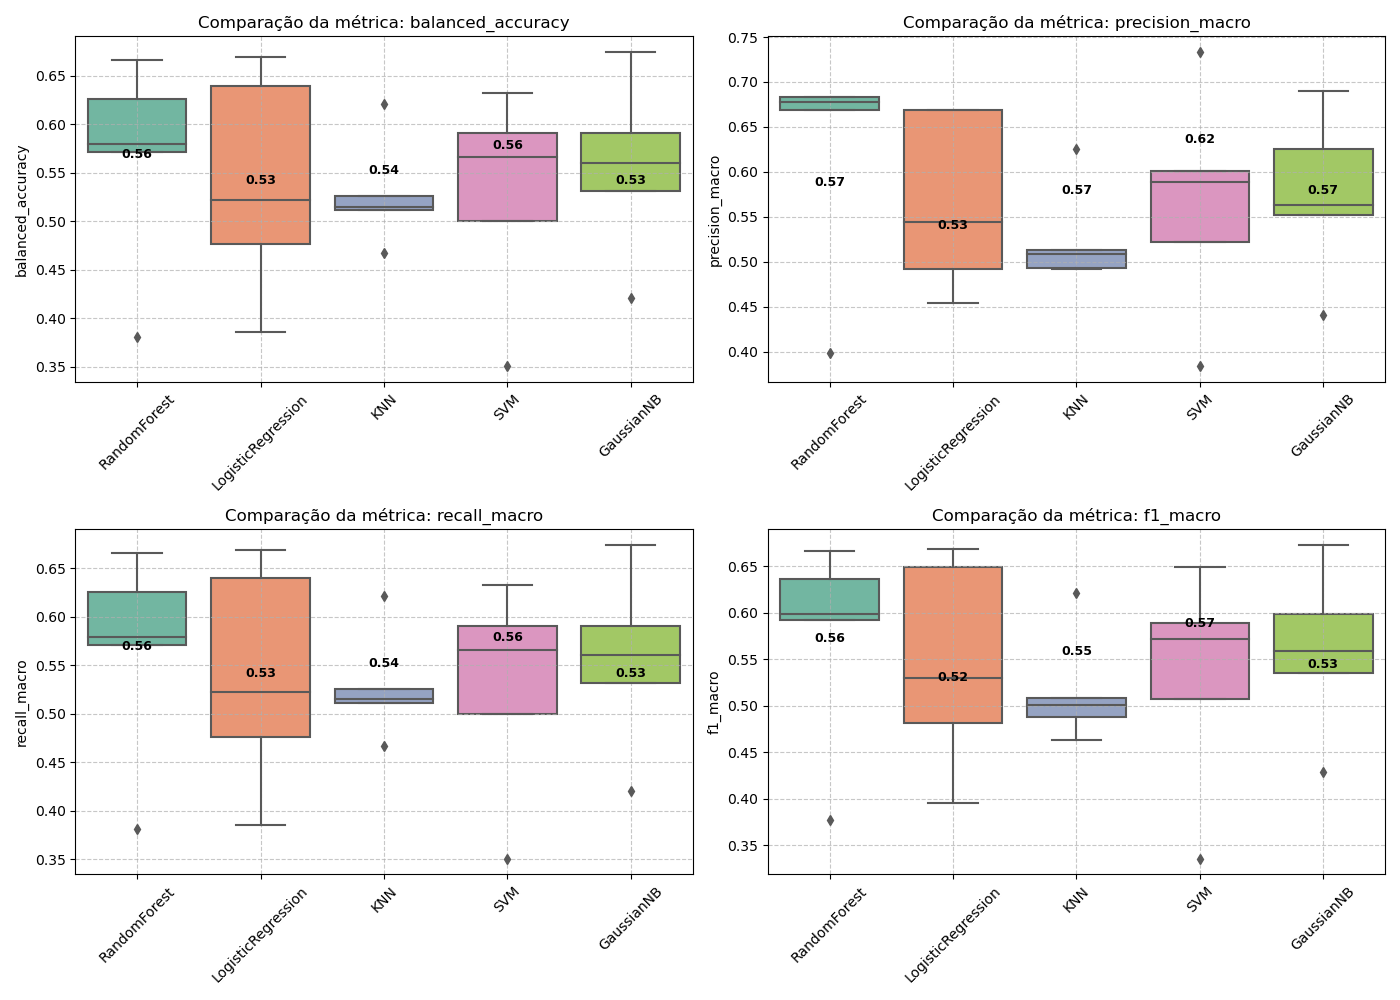 Comparação da métrica: balanced_accuracy
balanced_accuracy
0.65
0.60
0.55
0.50
0.45
0.40
0.35
0.56
0.53
0.54
0.56
0.53
RandomForest
LogisticRegression
KNN
SVM
GaussianNB
Comparação da métrica: precision_macro
precision_macro
0.75
0.70
0.65
0.60
0.55
0.50
0.45
0.40
0.57
0.53
0.57
0.62
0.57
RandomForest
LogisticRegression
KNN
SVM
GaussianNB
Comparação da métrica: recall_macro
recall_macro
0.65
0.60
0.55
0.50
0.45
0.40
0.35
0.56
0.53
0.54
0.56
0.53
RandomForest
LogisticRegression
KNN
SVM
GaussianNB
Comparação da métrica: f1_macro
f1_macro
0.65
0.60
0.55
0.50
0.45
0.40
0.35
0.56
0.52
0.55
0.57
0.53
RandomForest
LogisticRegression
KNN
SVM
GaussianNB